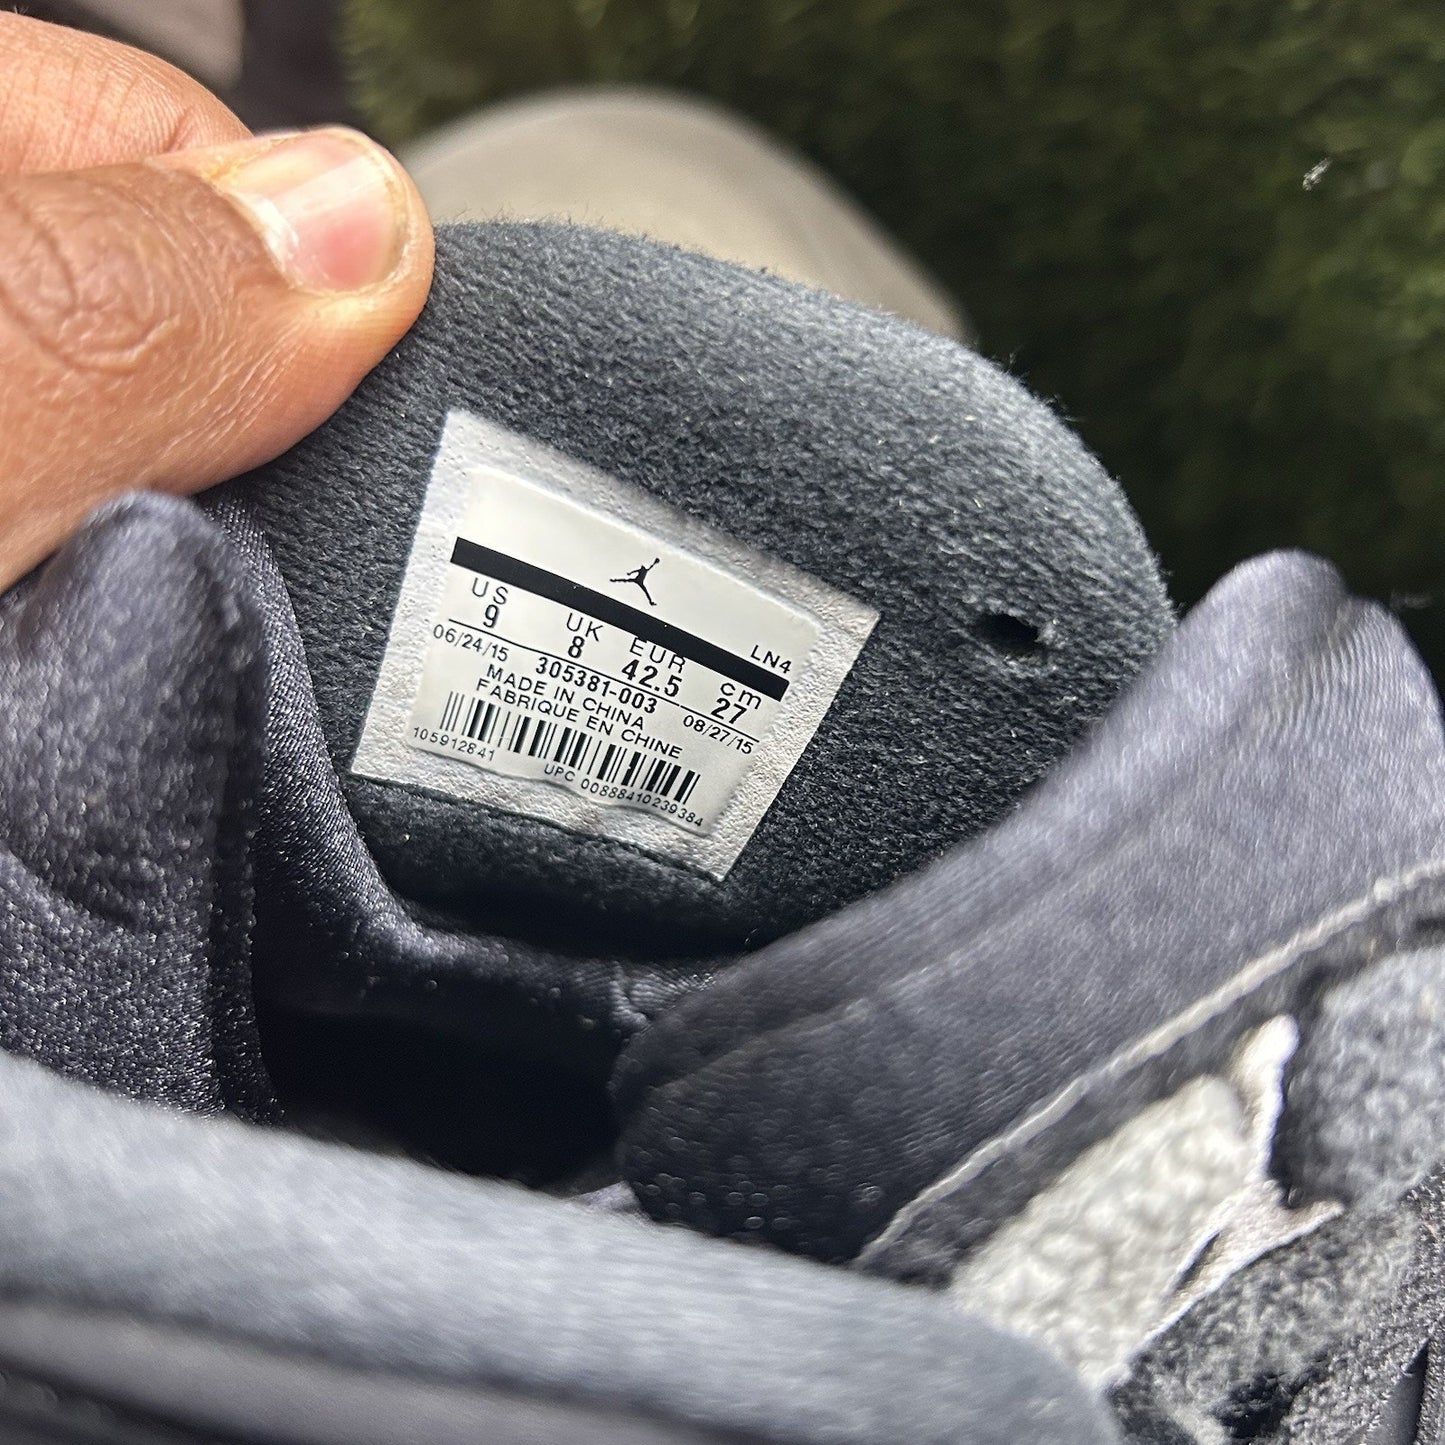 LN4
US UK EUR cm
9 8 42.5 27
06/24/15 305381-003 08/27/15
MADE IN CHINA
FABRIQUE EN CHINE
105912841
UPC 00888410239384